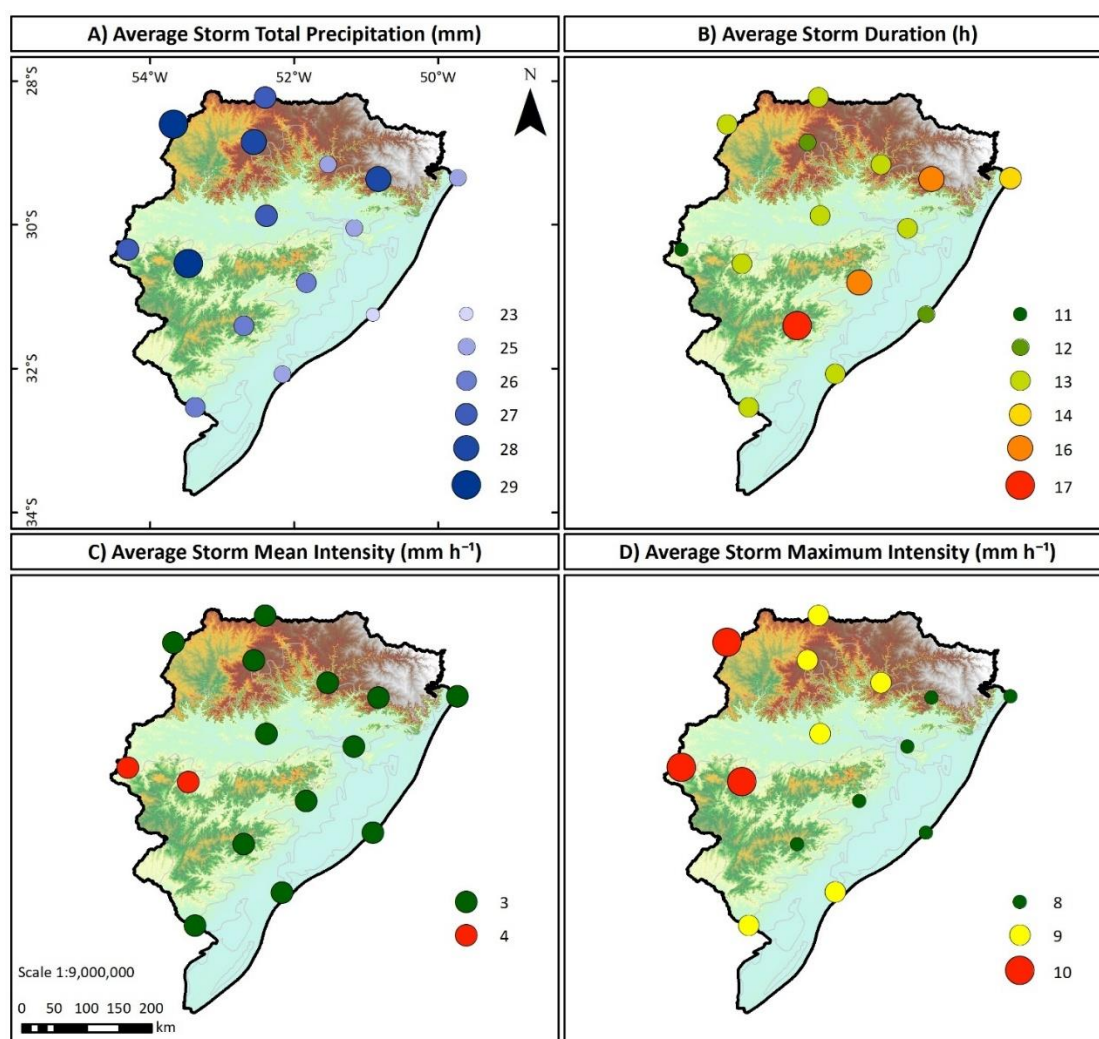 A) Average Storm Total Precipitation (mm)
B) Average Storm Duration (h)
54°W 52°W 50°W
N
28°S
30°S
32°S
34°S
23
25
26
27
28
29
11
12
13
14
16
17
C) Average Storm Mean Intensity (mm h⁻¹)
D) Average Storm Maximum Intensity (mm h⁻¹)
3
4
Scale 1:9,000,000
0 50 100 150 200
km
8
9
10